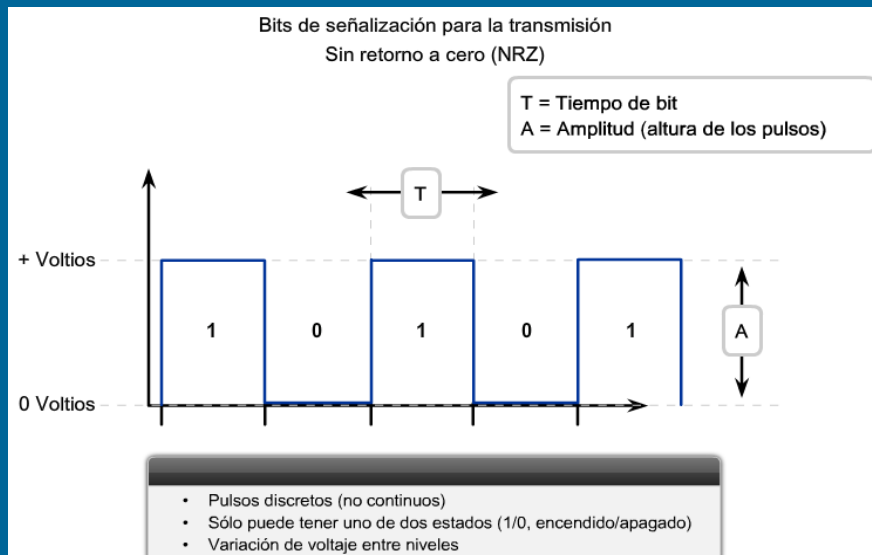 Bits de señalización para la transmisión
Sin retorno a cero (NRZ)
T = Tiempo de bit
A = Amplitud (altura de los pulsos)
T
+ Voltios
1 0 1 0 1
A
0 Voltios
• Pulsos discretos (no continuos)
• Sólo puede tener uno de dos estados (1/0, encendido/apagado)
• Variación de voltaje entre niveles